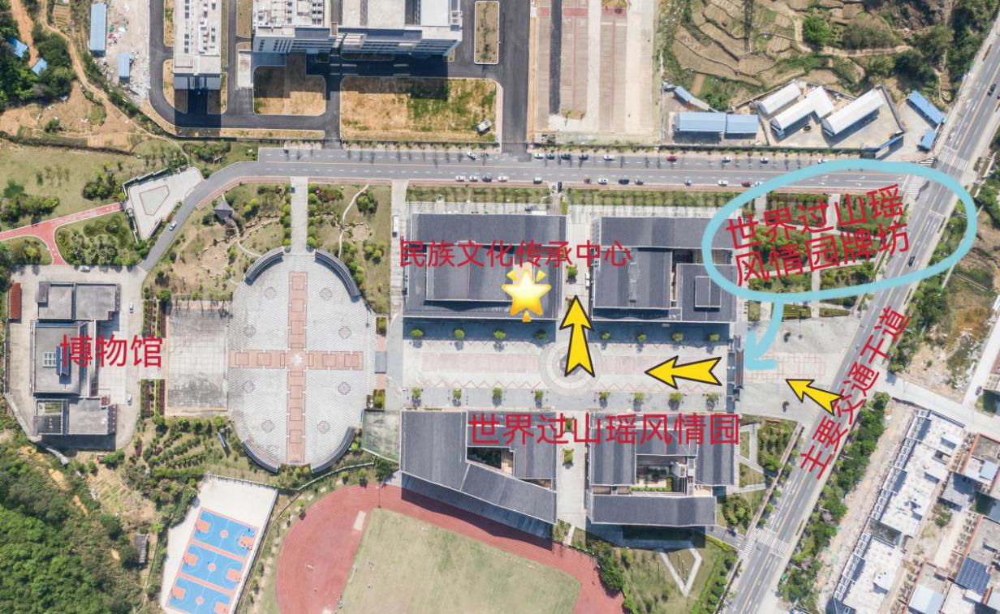 世界过山瑶
风情园牌坊
民族文化传承中心
博物馆
主要交通干道
世界过山瑶风情园